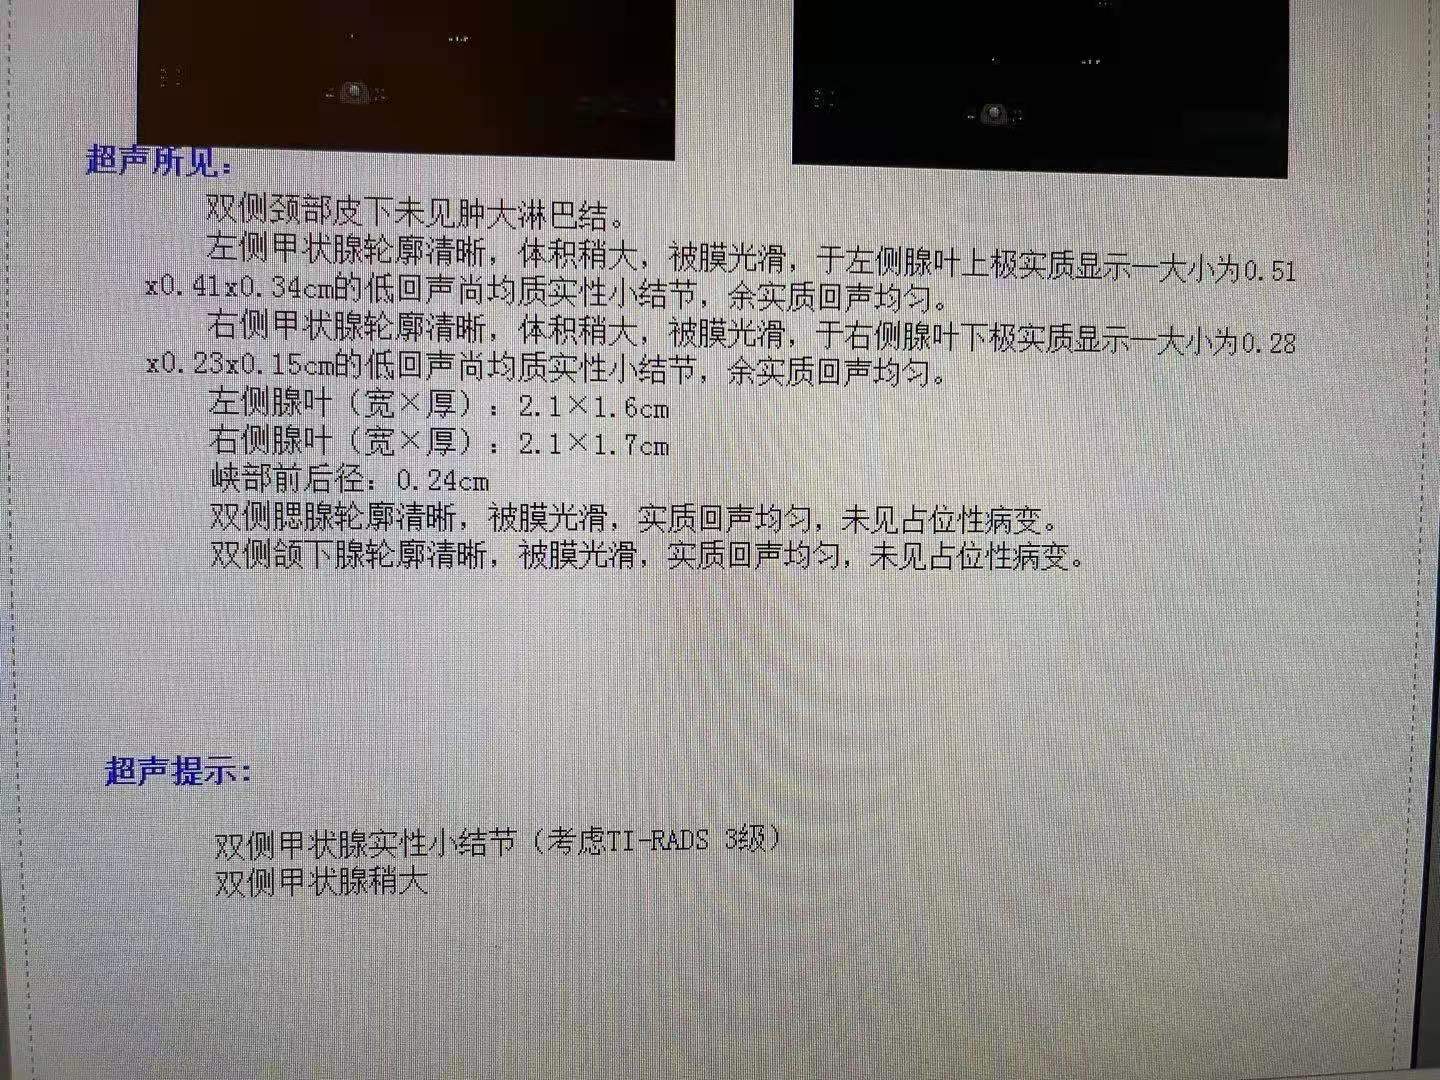 超声所见：
双侧颈部皮下未见肿大淋巴结。
左侧甲状腺轮廓清晰，体积稍大，被膜光滑，于左侧腺叶上极实质显示一大小为0.51
x0.41x0.34cm的低回声尚均质实性小结节，余实质回声均匀。
右侧甲状腺轮廓清晰，体积稍大，被膜光滑，于右侧腺叶下极实质显示一大小为0.28
x0.23x0.15cm的低回声尚均质实性小结节，余实质回声均匀。
左侧腺叶（宽×厚）：2.1×1.6cm
右侧腺叶（宽×厚）：2.1×1.7cm
峡部前后径：0.24cm
双侧腮腺轮廓清晰，被膜光滑，实质回声均匀，未见占位性病变。
双侧颌下腺轮廓清晰，被膜光滑，实质回声均匀，未见占位性病变。
超声提示：
双侧甲状腺实性小结节（考虑TI-RADS 3级）
双侧甲状腺稍大